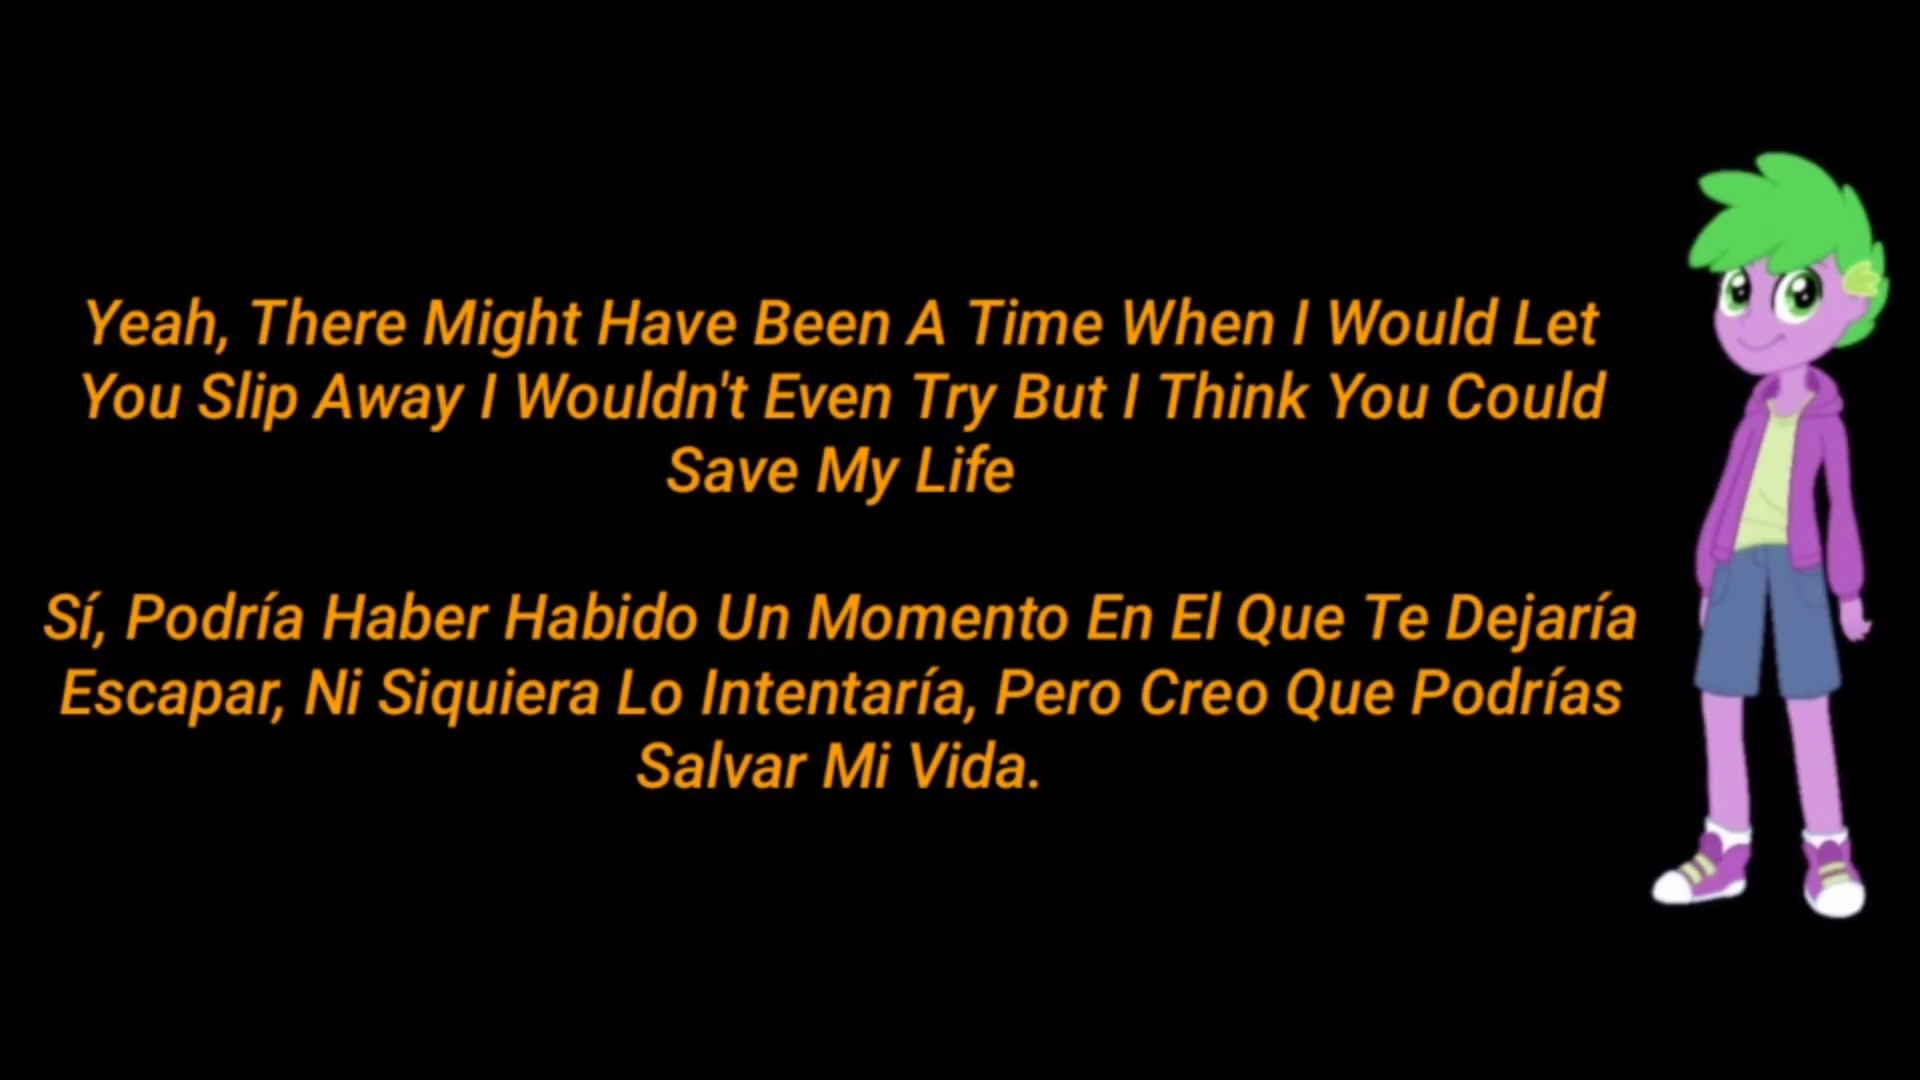 Yeah, There Might Have Been A Time When I Would Let
You Slip Away I Wouldn't Even Try But I Think You Could
Save My Life
Sí, Podría Haber Habido Un Momento En El Que Te Dejaría
Escapar, Ni Siquiera Lo Intentaría, Pero Creo Que Podrías
Salvar Mi Vida.